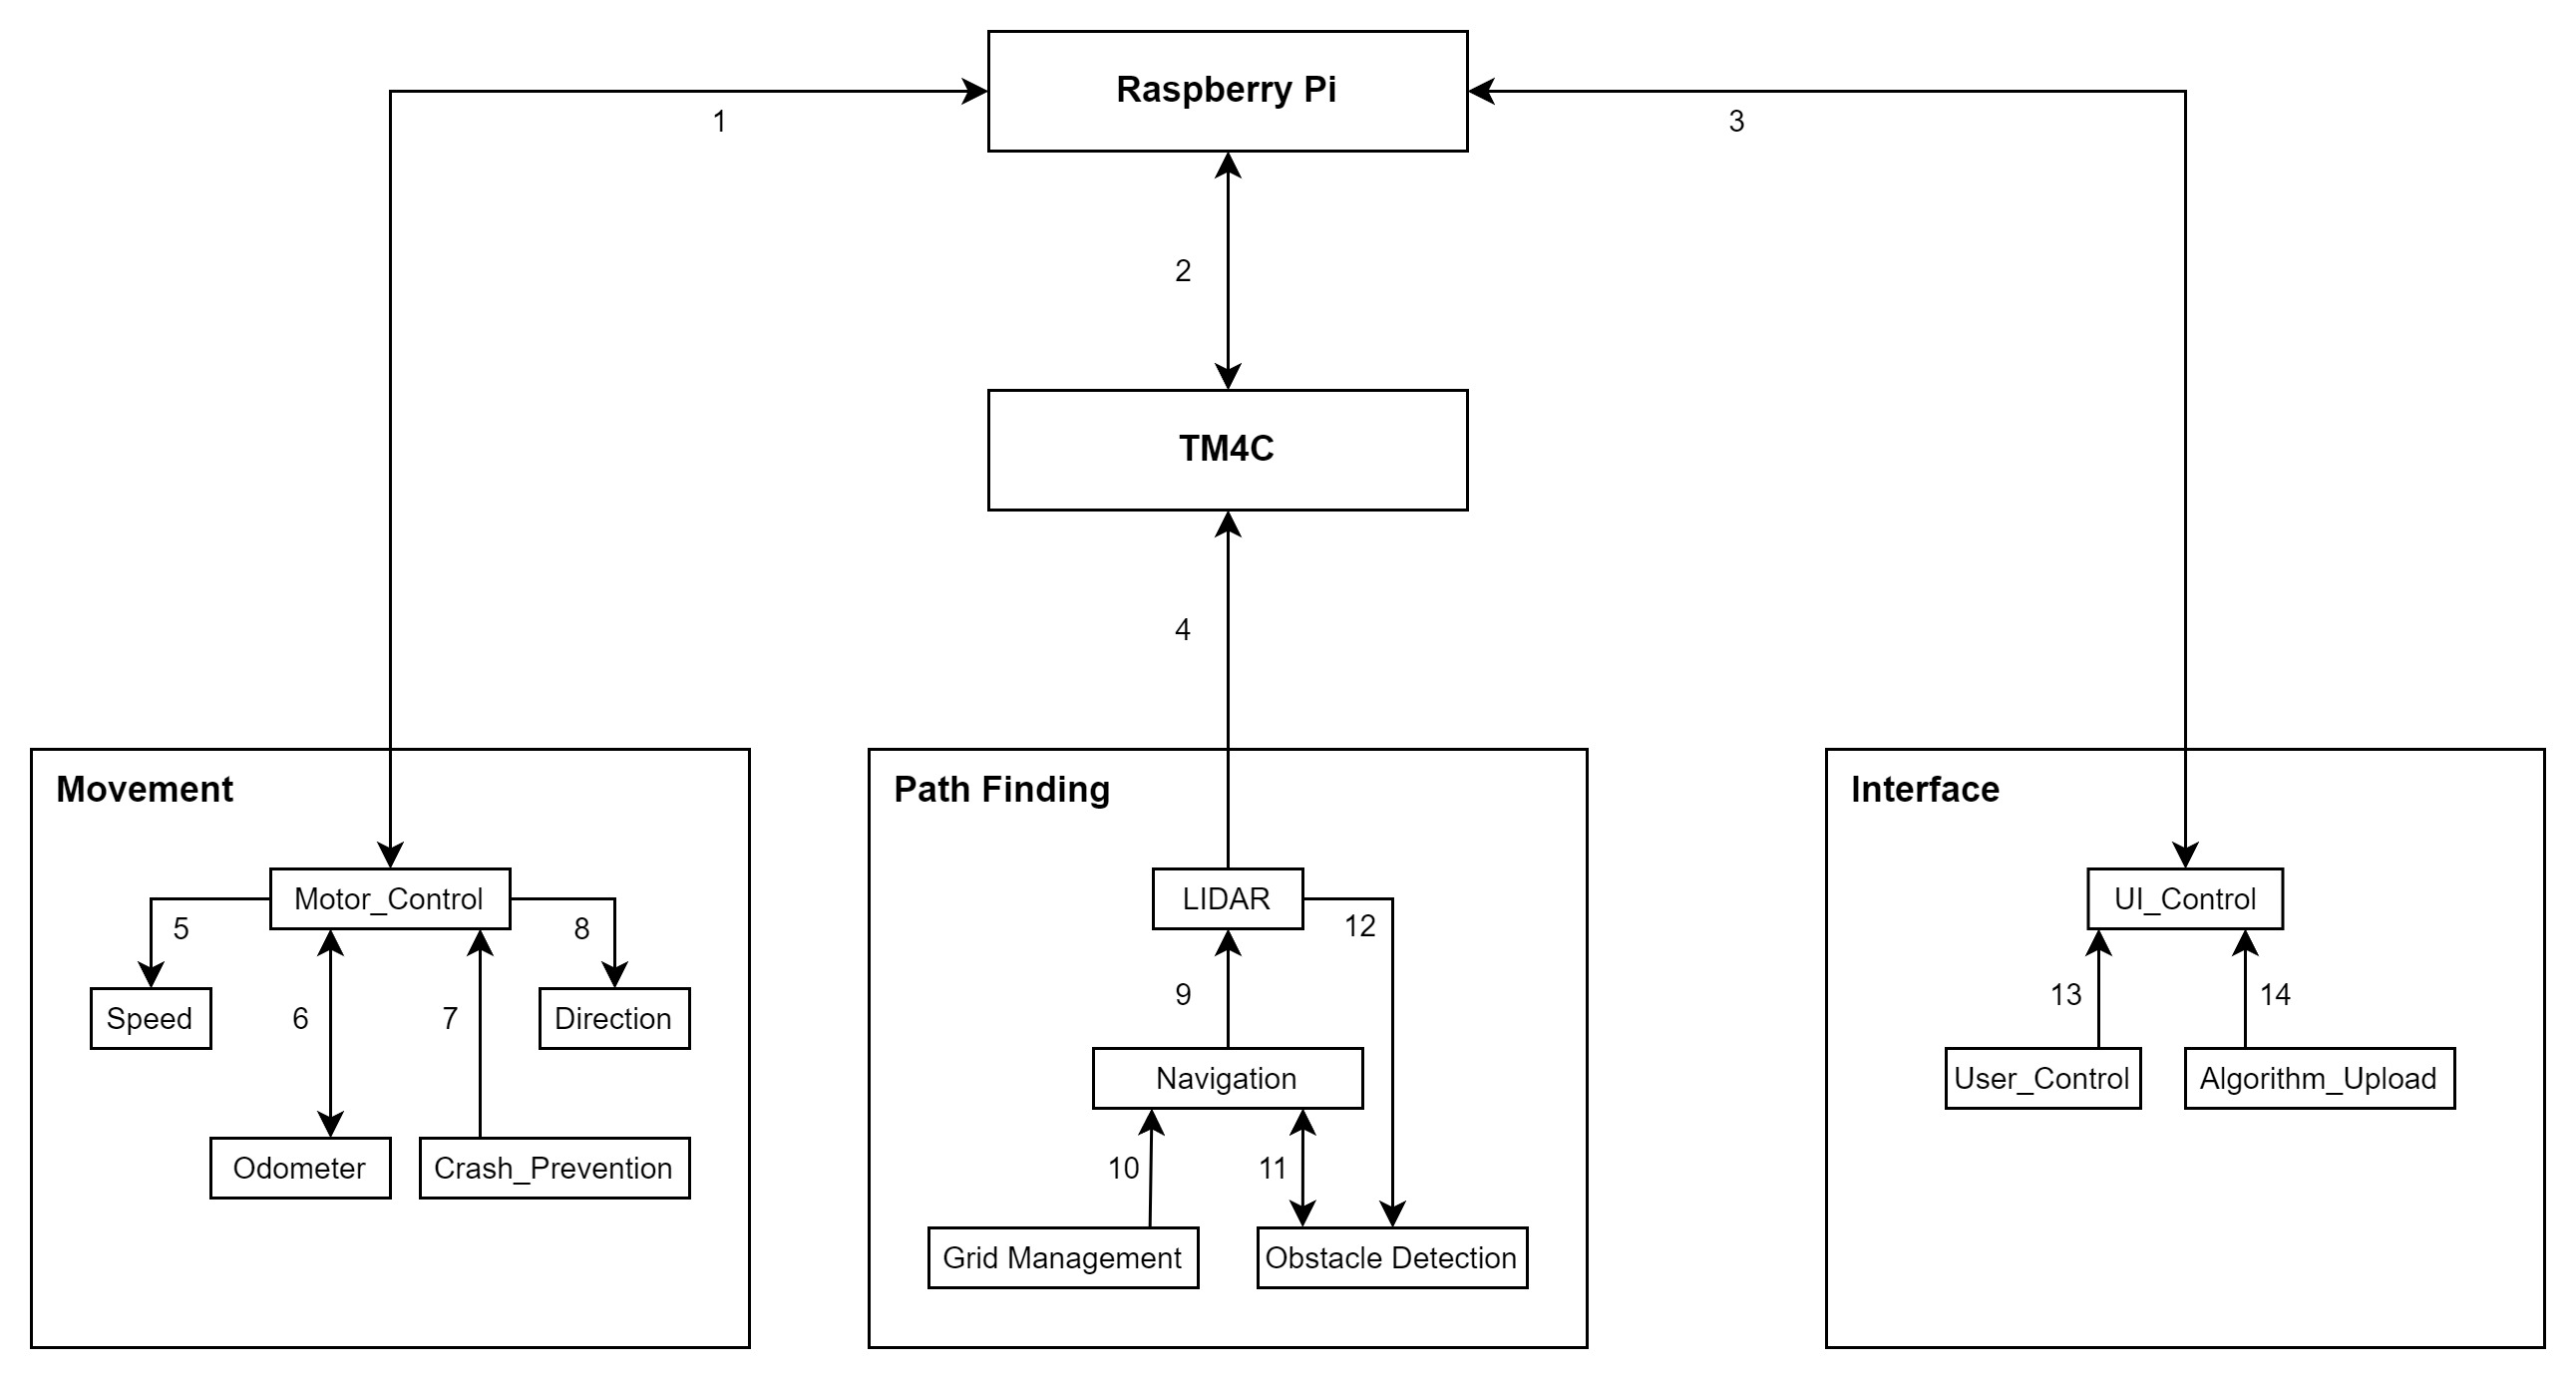 Raspberry Pi
1
3
2
TM4C
4
Movement
Path Finding
Interface
Motor_Control
LIDAR
UI_Control
5
8
12
Speed
6
7
Direction
9
13
14
Navigation
User_Control
Algorithm_Upload
Odometer
Crash_Prevention
10
11
Grid Management
Obstacle Detection